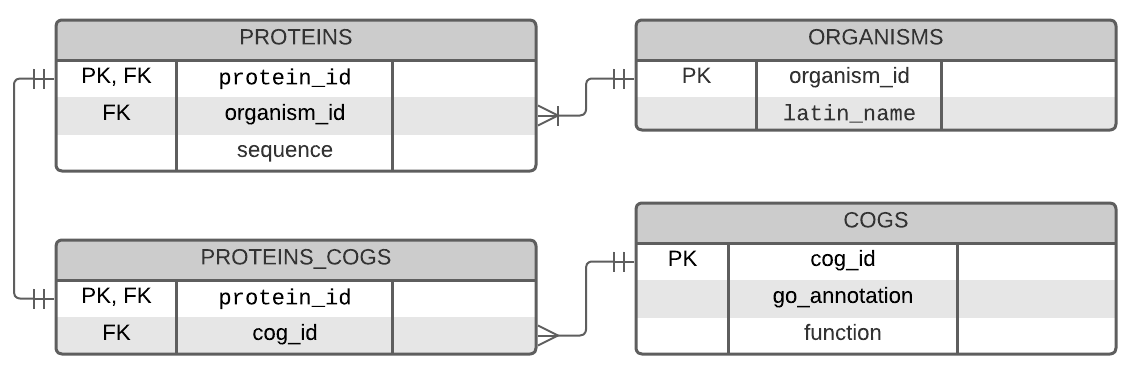 PROTEINS
PK, FK protein_id
FK organism_id
sequence
ORGANISMS
PK organism_id
latin_name
PROTEINS_COGS
PK, FK protein_id
FK cog_id
COGS
PK cog_id
go_annotation
function